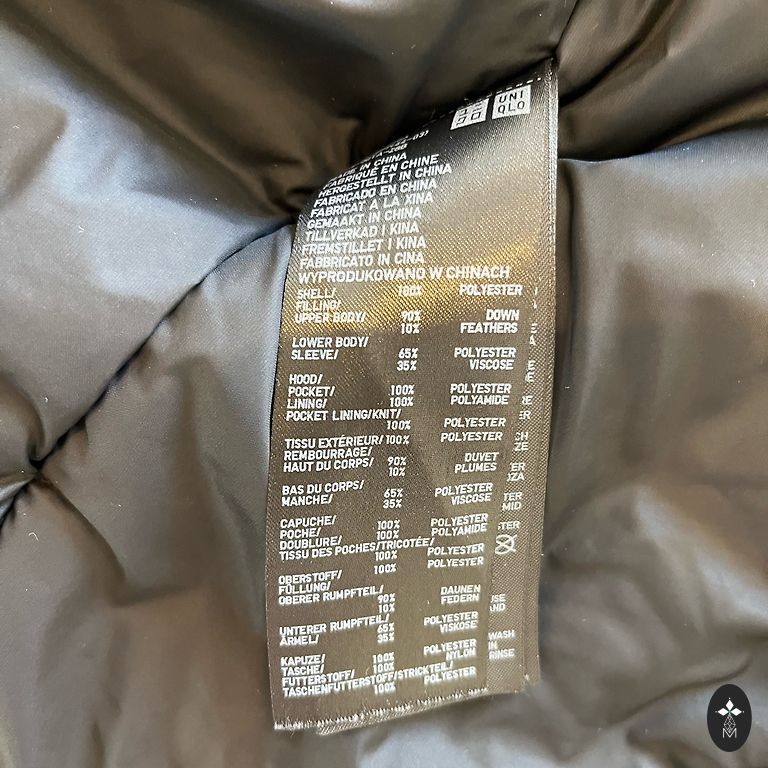 UNI
QLO
MADE IN CHINA
FABRIQUÉ EN CHINE
HERGESTELLT IN CHINA
FABRICADO EN CHINA
FABRICAT A LA XINA
GEMAAKT IN CHINA
TILLVERKAD I KINA
FREMSTILLET I KINA
FABBRICATO IN CINA
WYPRODUKOWANO W CHINACH
SHELL/ 100% POLYESTER
FILLING/
UPPER BODY/ 90% DOWN
10% FEATHERS
LOWER BODY/
SLEEVE/ 65% POLYESTER
35% VISCOSE
HOOD/
POCKET/ 100% POLYESTER
LINING/ 100% POLYAMIDE
POCKET LINING/KNIT/
100% POLYESTER
TISSU EXTÉRIEUR/ 100% POLYESTER
REMBOURRAGE/
HAUT DU CORPS/ 90% DUVET
10% PLUMES
BAS DU CORPS/
MANCHE/ 65% POLYESTER
35% VISCOSE
CAPUCHE/
POCHE/ 100% POLYESTER
DOUBLURE/ 100% POLYAMIDE
TISSU DES POCHES/TRICOTÉE/
100% POLYESTER
OBERSTOFF/ 100% POLYESTER
FÜLLUNG/
OBERER RUMPFTEIL/ 90% DAUNEN
10% FEDERN
UNTERER RUMPFTEIL/
ÄRMEL/ 65% POLYESTER
35% VISKOSE
KAPUZE/
TASCHE/ 100% POLYESTER
FUTTERSTOFF/ 100% NYLON
TASCHENFUTTERSTOFF/STRICKTEIL/
100% POLYESTER
WASH
IN
RINSE
M